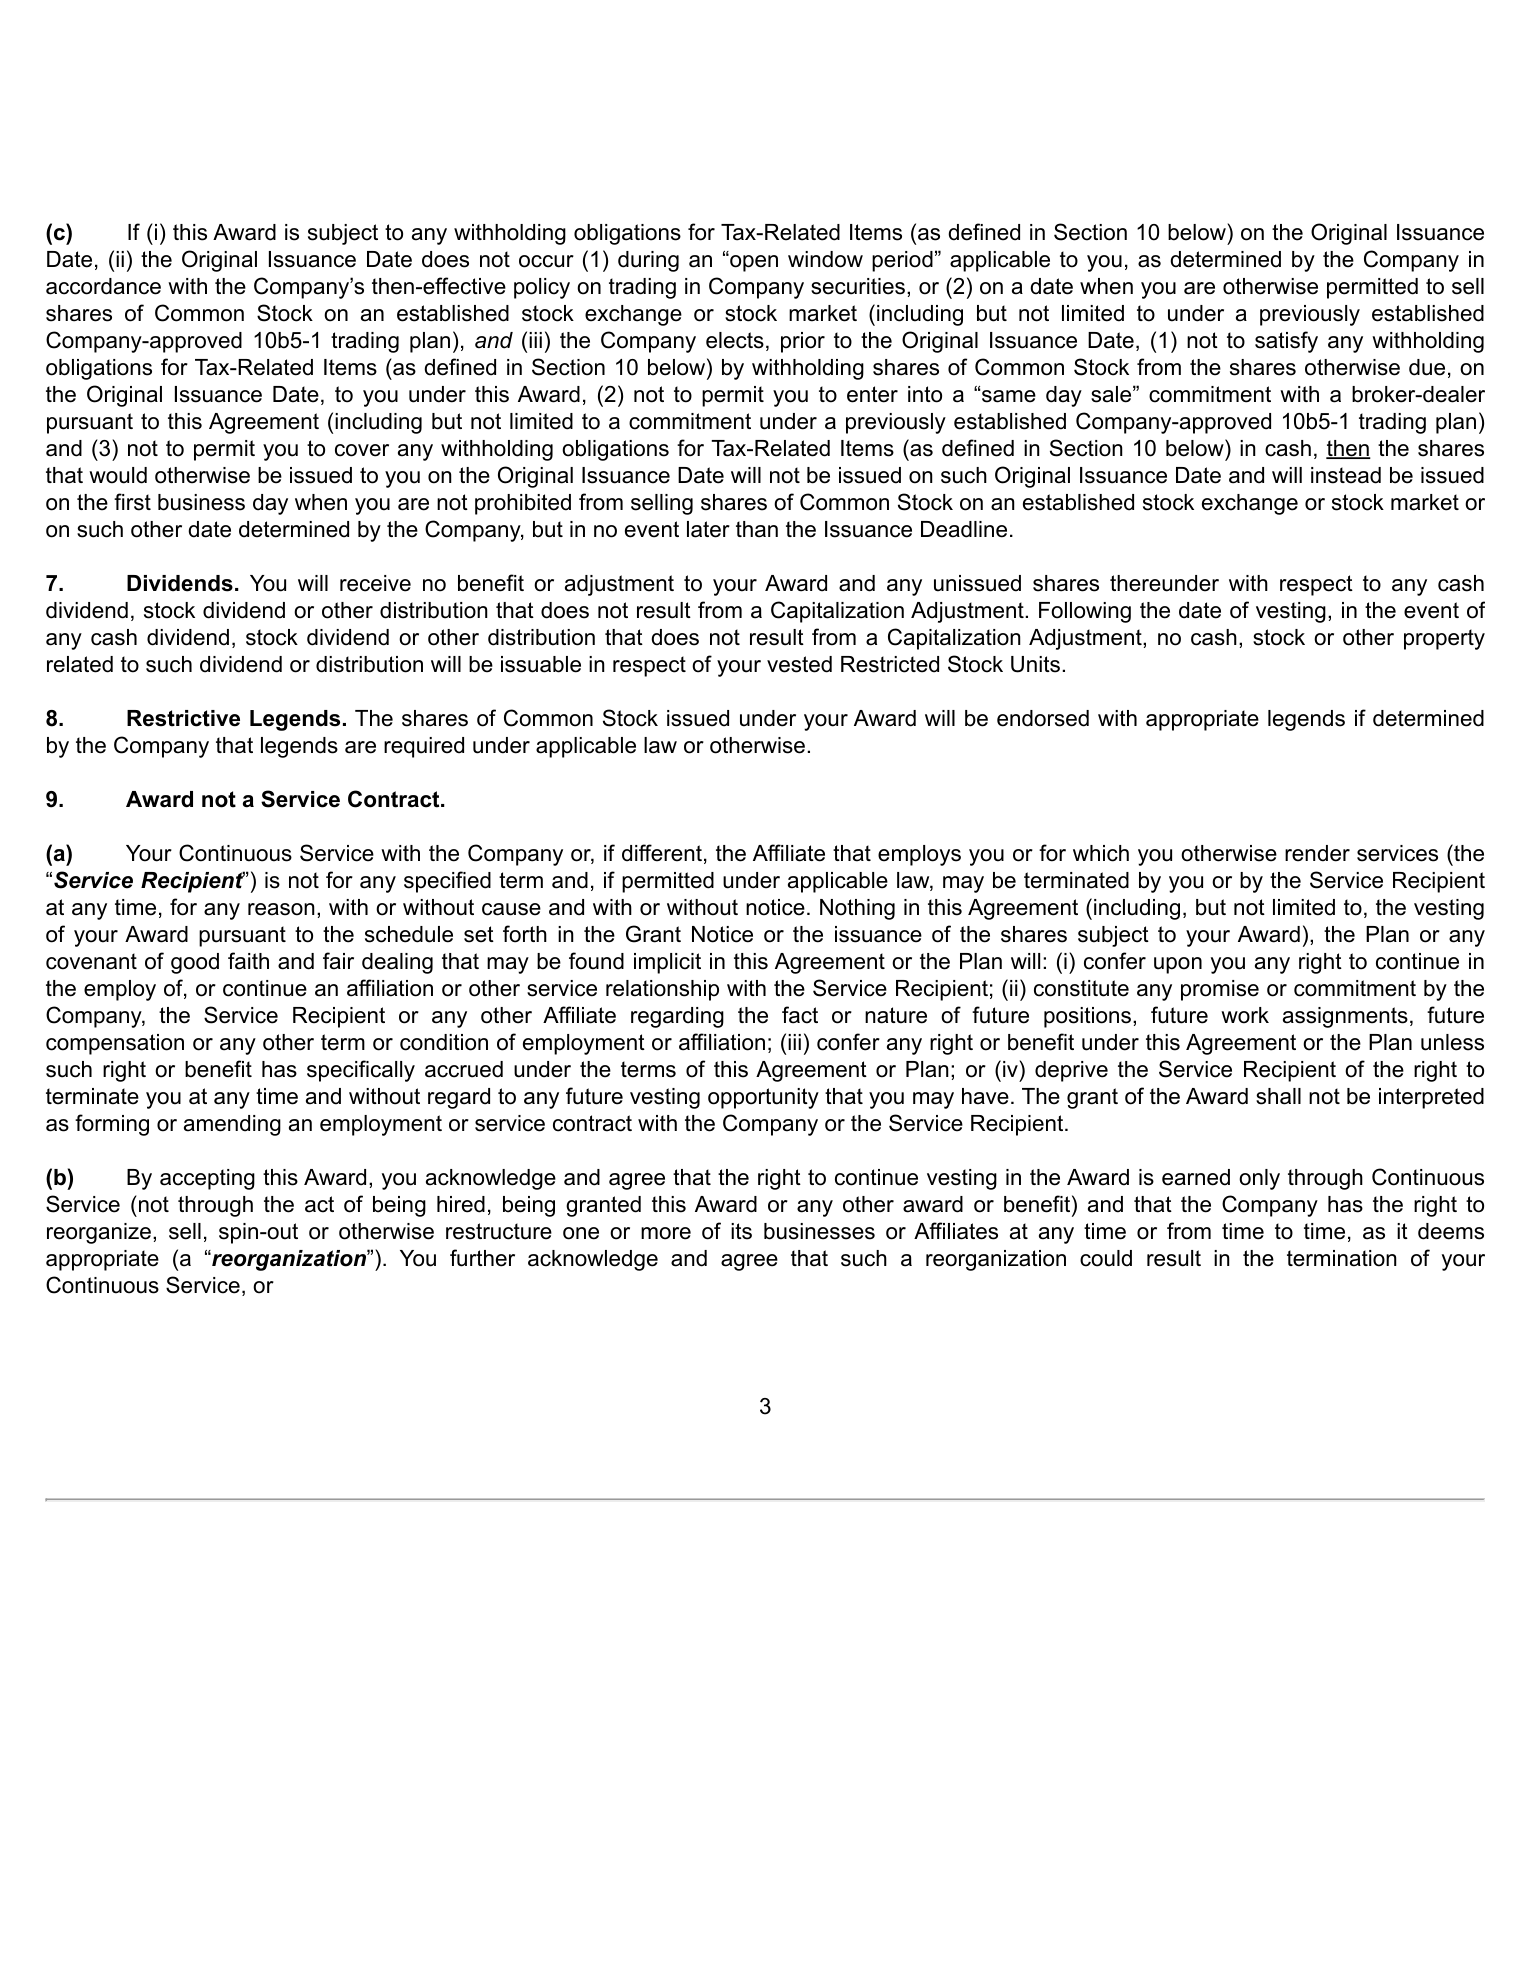 (c) If (i) this Award is subject to any withholding obligations for Tax-Related Items (as defined in Section 10 below) on the Original Issuance
Date, (ii) the Original Issuance Date does not occur (1) during an “open window period” applicable to you, as determined by the Company in
accordance with the Company’s then-effective policy on trading in Company securities, or (2) on a date when you are otherwise permitted to sell
shares of Common Stock on an established stock exchange or stock market (including but not limited to under a previously established
Company-approved 10b5-1 trading plan), and (iii) the Company elects, prior to the Original Issuance Date, (1) not to satisfy any withholding
obligations for Tax-Related Items (as defined in Section 10 below) by withholding shares of Common Stock from the shares otherwise due, on
the Original Issuance Date, to you under this Award, (2) not to permit you to enter into a “same day sale” commitment with a broker-dealer
pursuant to this Agreement (including but not limited to a commitment under a previously established Company-approved 10b5-1 trading plan)
and (3) not to permit you to cover any withholding obligations for Tax-Related Items (as defined in Section 10 below) in cash, then the shares
that would otherwise be issued to you on the Original Issuance Date will not be issued on such Original Issuance Date and will instead be issued
on the first business day when you are not prohibited from selling shares of Common Stock on an established stock exchange or stock market or
on such other date determined by the Company, but in no event later than the Issuance Deadline.
7. Dividends. You will receive no benefit or adjustment to your Award and any unissued shares thereunder with respect to any cash
dividend, stock dividend or other distribution that does not result from a Capitalization Adjustment. Following the date of vesting, in the event of
any cash dividend, stock dividend or other distribution that does not result from a Capitalization Adjustment, no cash, stock or other property
related to such dividend or distribution will be issuable in respect of your vested Restricted Stock Units.
8. Restrictive Legends. The shares of Common Stock issued under your Award will be endorsed with appropriate legends if determined
by the Company that legends are required under applicable law or otherwise.
9. Award not a Service Contract.
(a) Your Continuous Service with the Company or, if different, the Affiliate that employs you or for which you otherwise render services (the
“Service Recipient”) is not for any specified term and, if permitted under applicable law, may be terminated by you or by the Service Recipient
at any time, for any reason, with or without cause and with or without notice. Nothing in this Agreement (including, but not limited to, the vesting
of your Award pursuant to the schedule set forth in the Grant Notice or the issuance of the shares subject to your Award), the Plan or any
covenant of good faith and fair dealing that may be found implicit in this Agreement or the Plan will: (i) confer upon you any right to continue in
the employ of, or continue an affiliation or other service relationship with the Service Recipient; (ii) constitute any promise or commitment by the
Company, the Service Recipient or any other Affiliate regarding the fact or nature of future positions, future work assignments, future
compensation or any other term or condition of employment or affiliation; (iii) confer any right or benefit under this Agreement or the Plan unless
such right or benefit has specifically accrued under the terms of this Agreement or Plan; or (iv) deprive the Service Recipient of the right to
terminate you at any time and without regard to any future vesting opportunity that you may have. The grant of the Award shall not be interpreted
as forming or amending an employment or service contract with the Company or the Service Recipient.
(b) By accepting this Award, you acknowledge and agree that the right to continue vesting in the Award is earned only through Continuous
Service (not through the act of being hired, being granted this Award or any other award or benefit) and that the Company has the right to
reorganize, sell, spin-out or otherwise restructure one or more of its businesses or Affiliates at any time or from time to time, as it deems
appropriate (a “reorganization”). You further acknowledge and agree that such a reorganization could result in the termination of your
Continuous Service, or
3